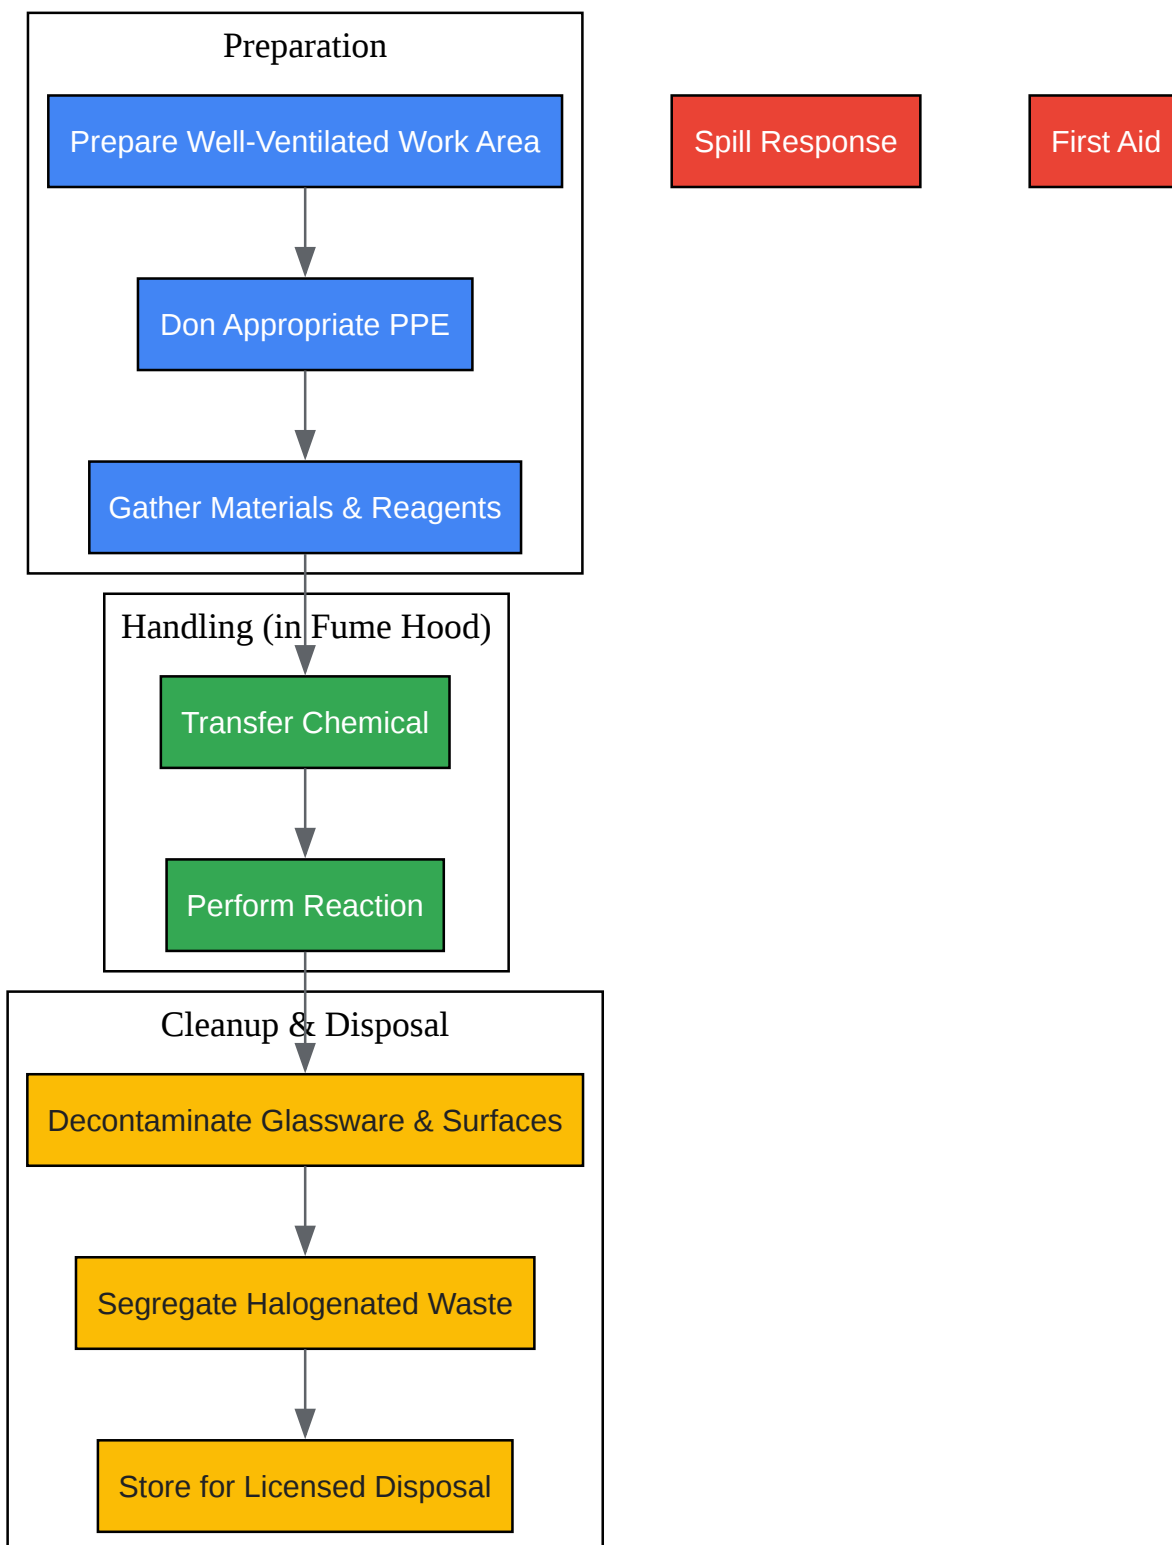 Preparation
Prepare Well-Ventilated Work Area
Spill Response
First Aid
Don Appropriate PPE
Gather Materials & Reagents
Handling (in Fume Hood)
Transfer Chemical
Perform Reaction
Cleanup & Disposal
Decontaminate Glassware & Surfaces
Segregate Halogenated Waste
Store for Licensed Disposal